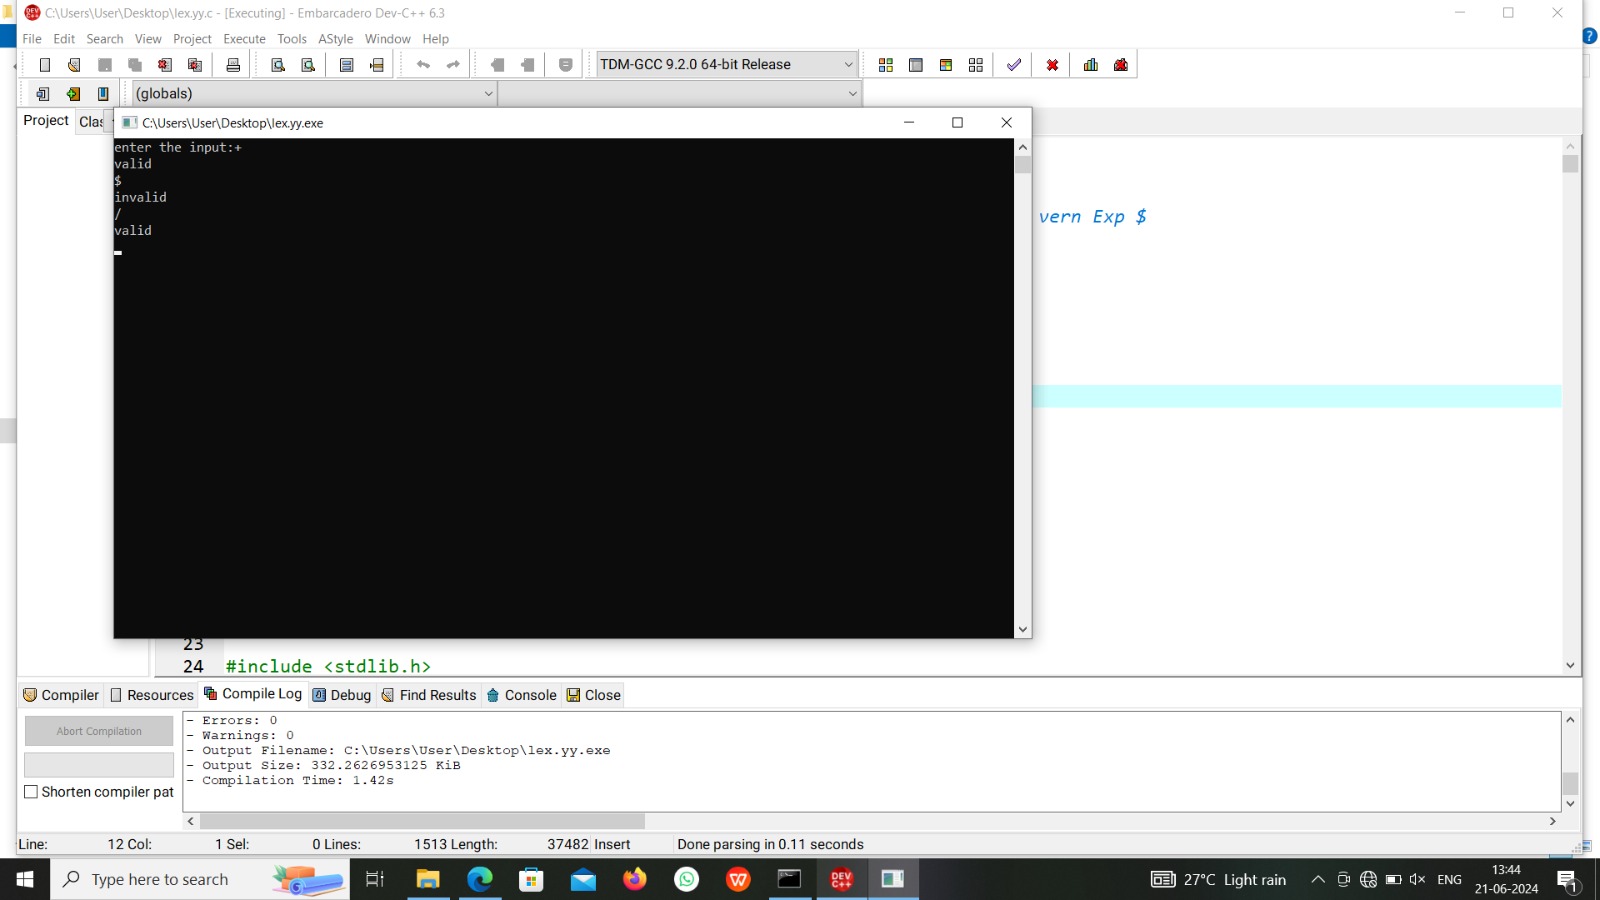 C:\Users\User\Desktop\lex.yy.c - [Executing] - Embarcadero Dev-C++ 6.3
File Edit Search View Project Execute Tools AStyle Window Help
TDM-GCC 9.2.0 64-bit Release
(globals)
Project
C:\Users\User\Desktop\lex.yy.exe
enter the input:+
valid
$
invalid
/
valid
vern Exp $
23
24 #include <stdlib.h>
Compiler Resources Compile Log Debug Find Results Console Close
Abort Compilation
Shorten compiler pat
- Errors: 0
- Warnings: 0
- Output Filename: C:\Users\User\Desktop\lex.yy.exe
- Output Size: 332.2626953125 KiB
- Compilation Time: 1.42s
Line: 12 Col: 1 Sel: 0 Lines: 1513 Length: 37482 Insert Done parsing in 0.11 seconds
Type here to search
DEV C++
27°C Light rain
ENG
13:44
21-06-2024
1